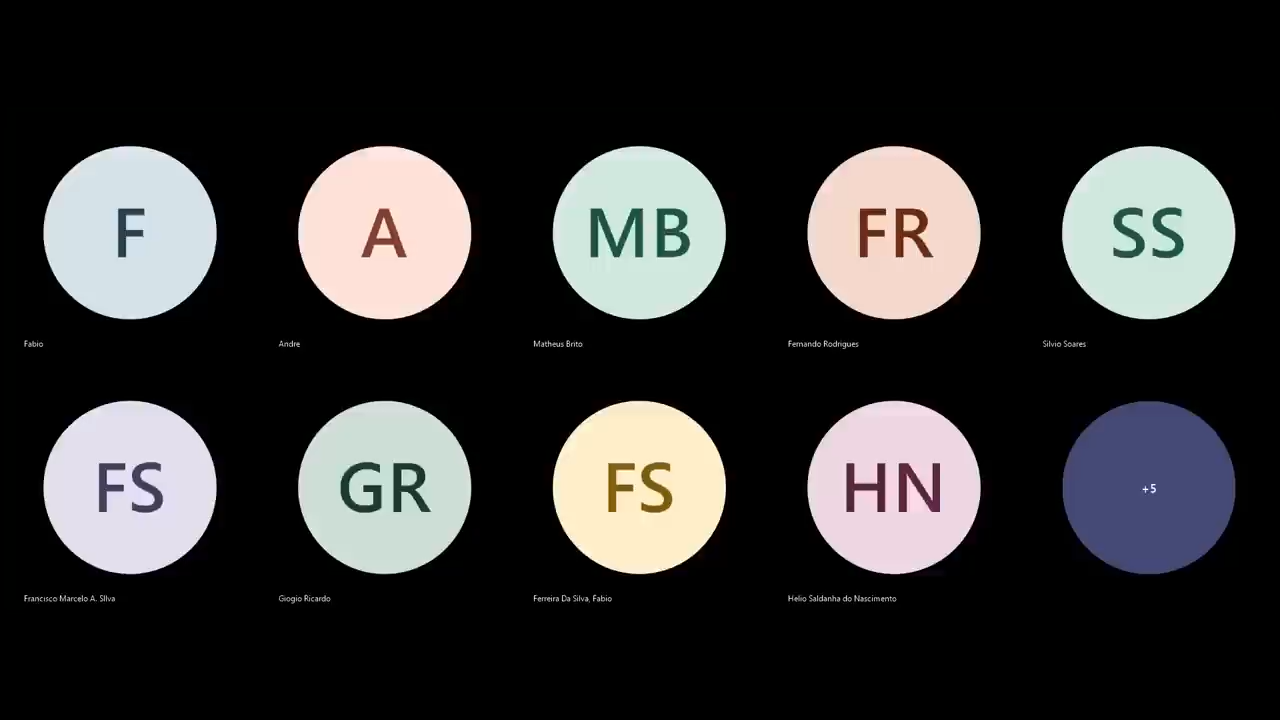 F
A
MB
FR
SS
Fabio
Andre
Matheus Brito
Fernando Rodrigues
Silvio Soares
FS
GR
FS
HN
+5
Francisco Marcelo A. SIlva
Giogio Ricardo
Ferreira Da Silva, Fabio
Helio Saldanha do Nascimento